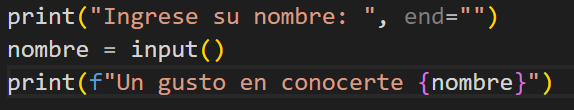 print("Ingrese su nombre: ", end="")
nombre = input()
print(f"Un gusto en conocerte {nombre}")